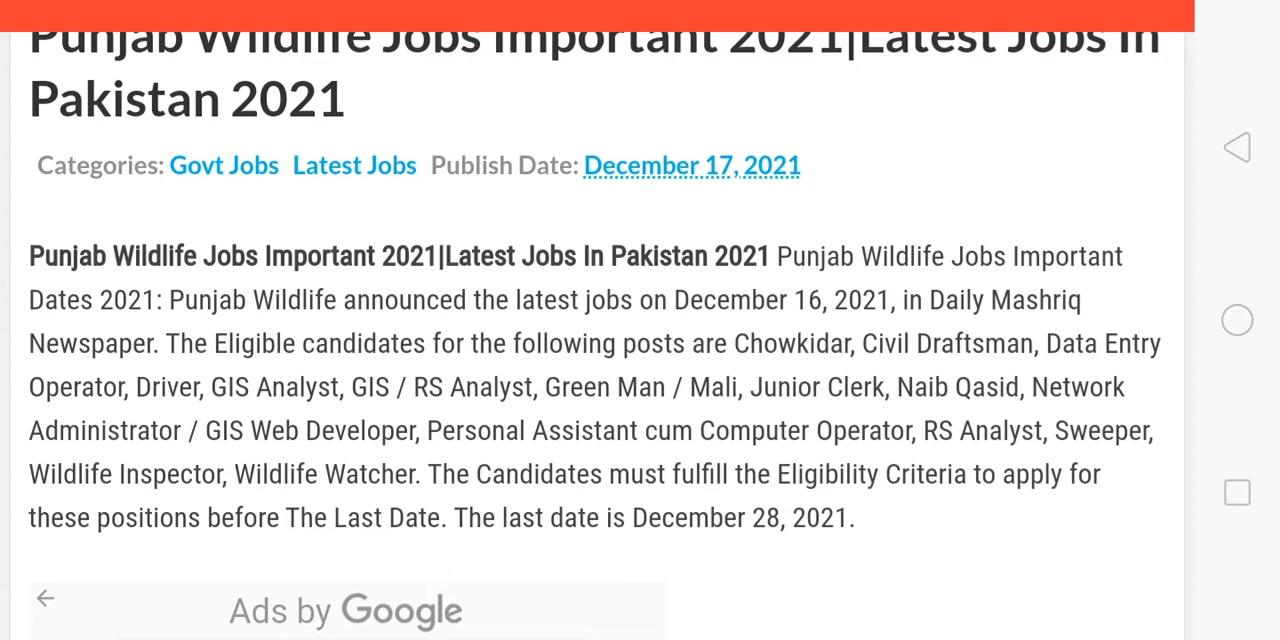 Punjab Wildlife Jobs Important 2021|Latest Jobs In
Pakistan 2021
Categories: Govt Jobs Latest Jobs Publish Date: December 17, 2021
Punjab Wildlife Jobs Important 2021|Latest Jobs In Pakistan 2021 Punjab Wildlife Jobs Important
Dates 2021: Punjab Wildlife announced the latest jobs on December 16, 2021, in Daily Mashriq
Newspaper. The Eligible candidates for the following posts are Chowkidar, Civil Draftsman, Data Entry
Operator, Driver, GIS Analyst, GIS / RS Analyst, Green Man / Mali, Junior Clerk, Naib Qasid, Network
Administrator / GIS Web Developer, Personal Assistant cum Computer Operator, RS Analyst, Sweeper,
Wildlife Inspector, Wildlife Watcher. The Candidates must fulfill the Eligibility Criteria to apply for
these positions before The Last Date. The last date is December 28, 2021.
Ads by Google